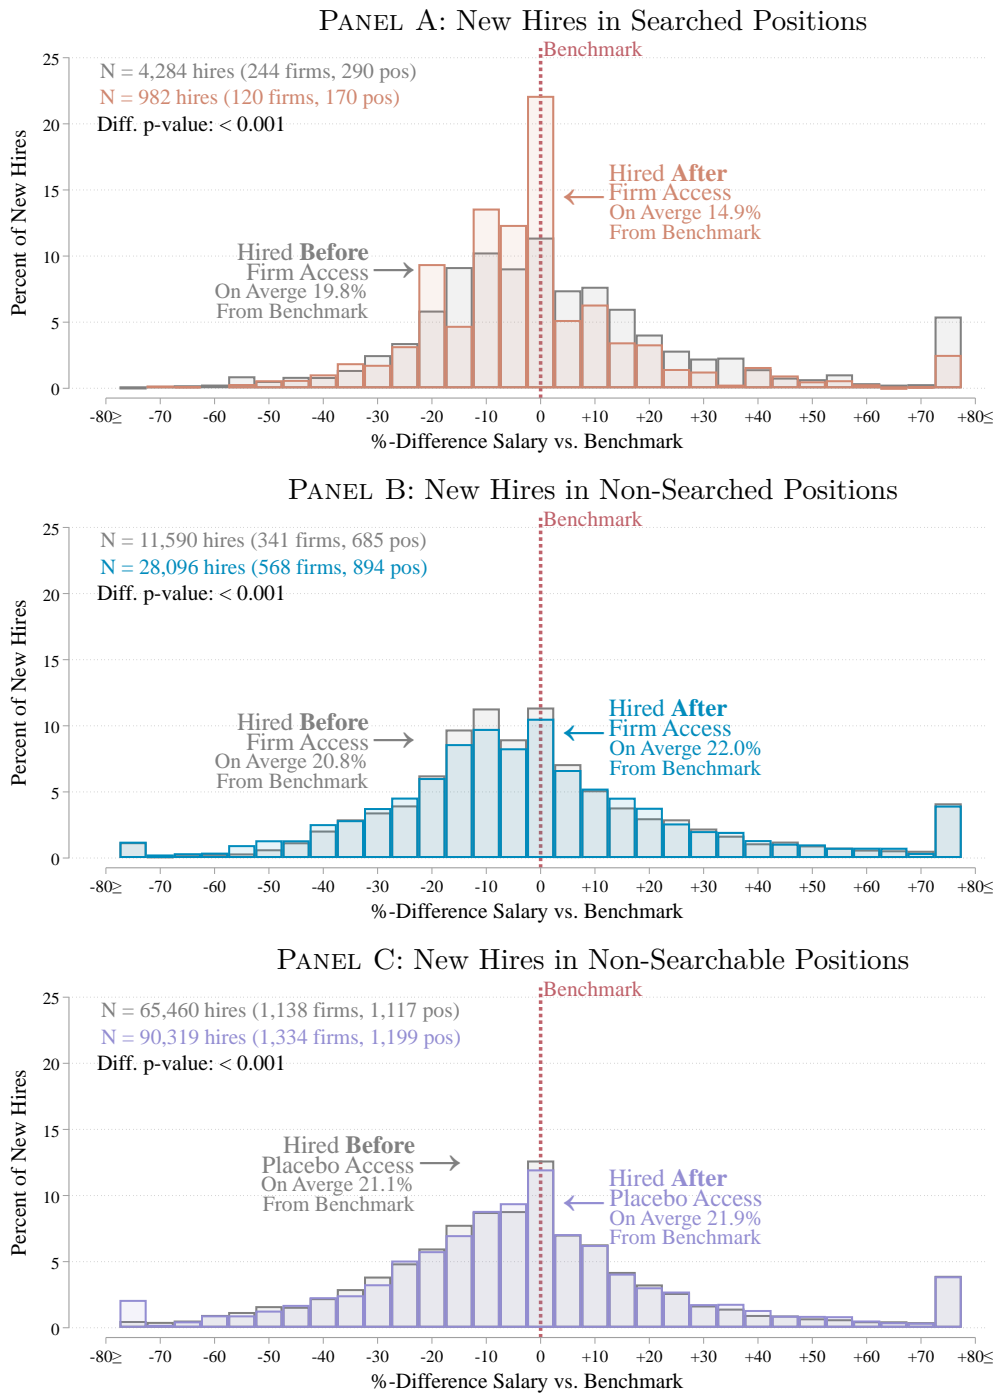 PANEL A: New Hires in Searched Positions
Benchmark
25
N = 4,284 hires (244 firms, 290 pos)
N = 982 hires (120 firms, 170 pos)
Diff. p-value: < 0.001
20
15
10
5
0
Percent of New Hires
Hired After
Firm Access
On Averge 14.9%
From Benchmark
Hired Before
Firm Access
On Averge 19.8%
From Benchmark
-80≥ -70 -60 -50 -40 -30 -20 -10 0 +10 +20 +30 +40 +50 +60 +70 +80≤
%-Difference Salary vs. Benchmark
PANEL B: New Hires in Non-Searched Positions
Benchmark
25
N = 11,590 hires (341 firms, 685 pos)
N = 28,096 hires (568 firms, 894 pos)
Diff. p-value: < 0.001
20
15
10
5
0
Percent of New Hires
Hired Before
Firm Access
On Averge 20.8%
From Benchmark
Hired After
Firm Access
On Averge 22.0%
From Benchmark
-80≥ -70 -60 -50 -40 -30 -20 -10 0 +10 +20 +30 +40 +50 +60 +70 +80≤
%-Difference Salary vs. Benchmark
PANEL C: New Hires in Non-Searchable Positions
Benchmark
25
N = 65,460 hires (1,138 firms, 1,117 pos)
N = 90,319 hires (1,334 firms, 1,199 pos)
Diff. p-value: < 0.001
20
15
10
5
0
Percent of New Hires
Hired Before
Placebo Access
On Averge 21.1%
From Benchmark
Hired After
Placebo Access
On Averge 21.9%
From Benchmark
-80≥ -70 -60 -50 -40 -30 -20 -10 0 +10 +20 +30 +40 +50 +60 +70 +80≤
%-Difference Salary vs. Benchmark